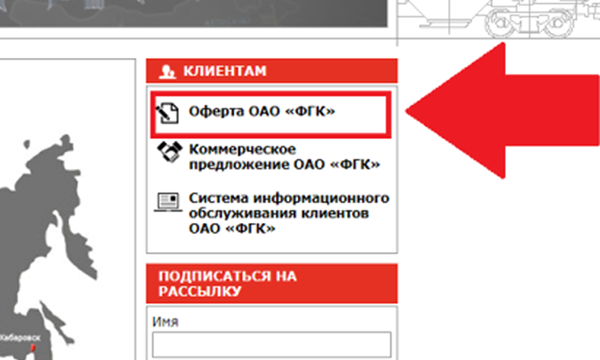 КЛИЕНТАМ
Оферта ОАО «ФГК»
Коммерческое
предложение ОАО «ФГК»
Система информационного
обслуживания клиентов
ОАО «ФГК»
ПОДПИСАТЬСЯ НА
РАССЫЛКУ
Имя
Хабаровск